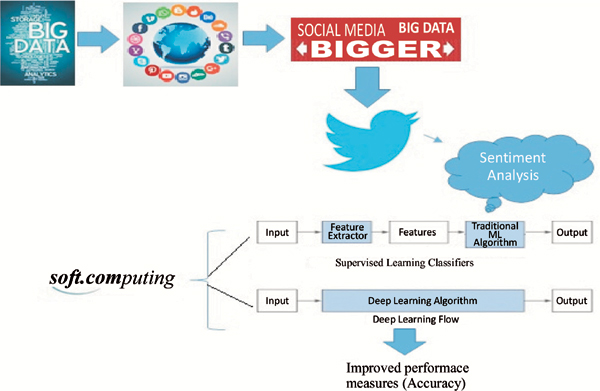 STORAGE
BIG
DATA
ANALYTICS
SOCIAL MEDIA BIG DATA
BIGGER
Sentiment
Analysis
Input
Feature
Extractor
Features
Traditional
ML
Algorithm
Output
Supervised Learning Classifiers
soft.computing
Input
Deep Learning Algorithm
Output
Deep Learning Flow
Improved performace
measures (Accuracy)